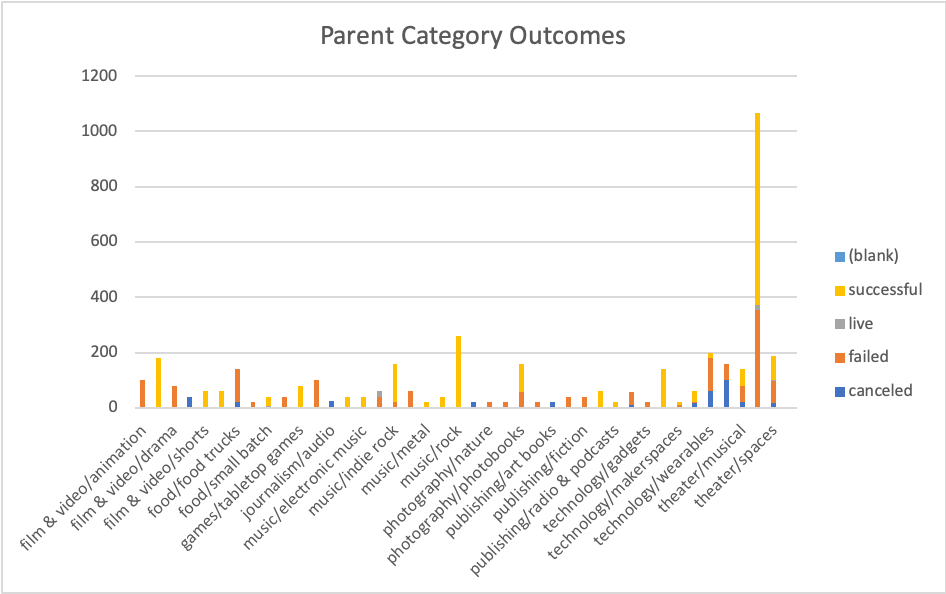 Parent Category Outcomes
1200
1000
800
600
400
200
0
(blank)
successful
live
failed
canceled
film & video/animation
film & video/drama
film & video/shorts
food/food trucks
food/small batch
games/tabletop games
journalism/audio
music/electronic music
music/indie rock
music/metal
music/rock
photography/nature
photography/photobooks
publishing/art books
publishing/fiction
publishing/radio & podcasts
technology/gadgets
technology/makerspaces
technology/wearables
theater/musical
theater/spaces